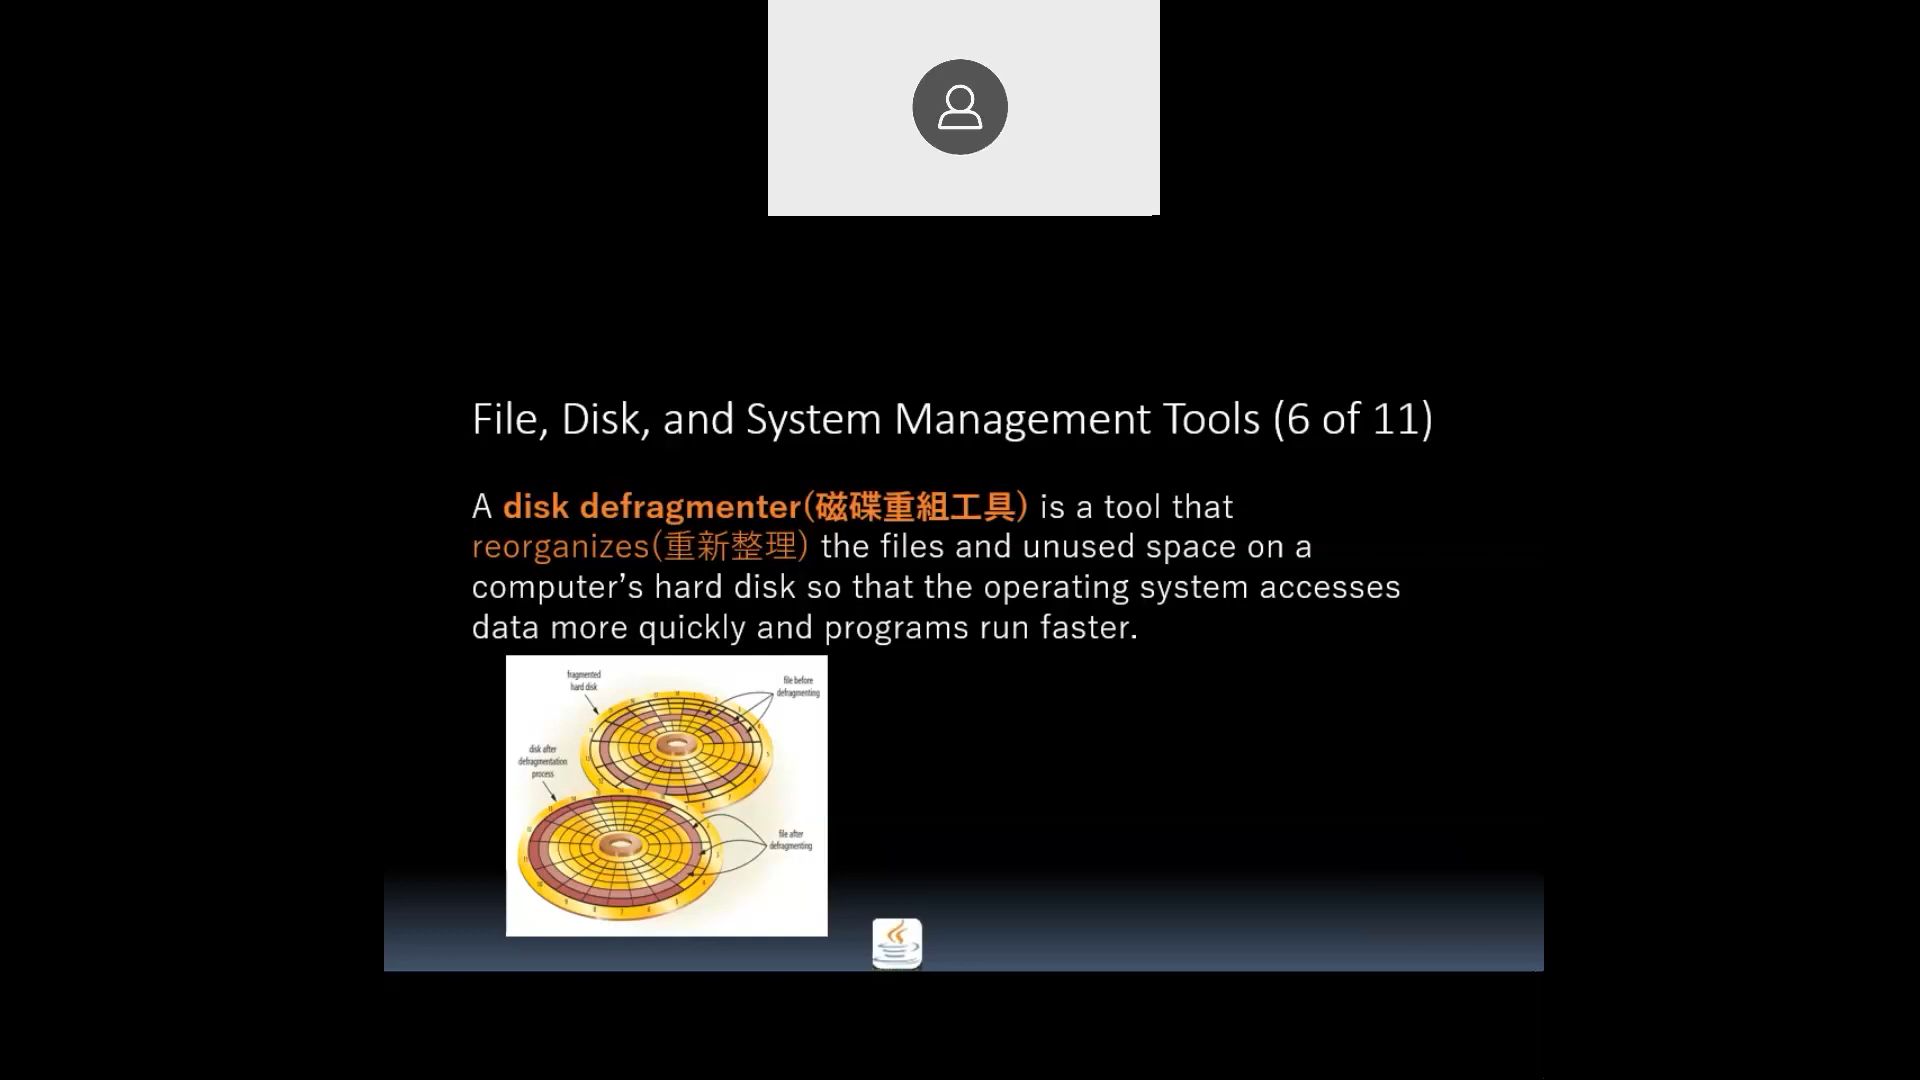 File, Disk, and System Management Tools (6 of 11)
A disk defragmenter(磁碟重組工具) is a tool that
reorganizes(重新整理) the files and unused space on a
computer’s hard disk so that the operating system accesses
data more quickly and programs run faster.
fragmented
hard disk
file before
defragmenting
disk after
defragmentation
process
file after
defragmenting